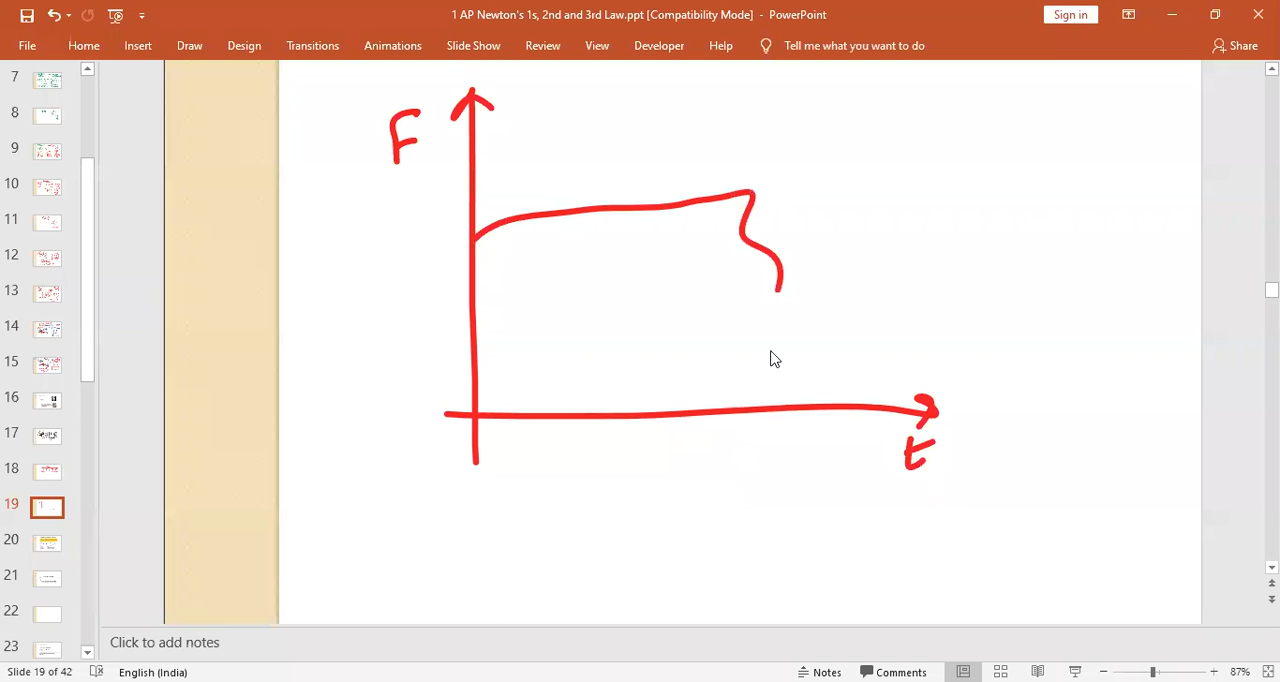 1 AP Newton's 1s, 2nd and 3rd Law.ppt [Compatibility Mode] - PowerPoint
Sign in
File Home Insert Draw Design Transitions Animations Slide Show Review View Developer Help Tell me what you want to do Share
7
8
9
10
11
12
13
14
15
16
17
18
19
20
21
22
23
F
t
Click to add notes
Slide 19 of 42 English (India) Notes Comments 87%